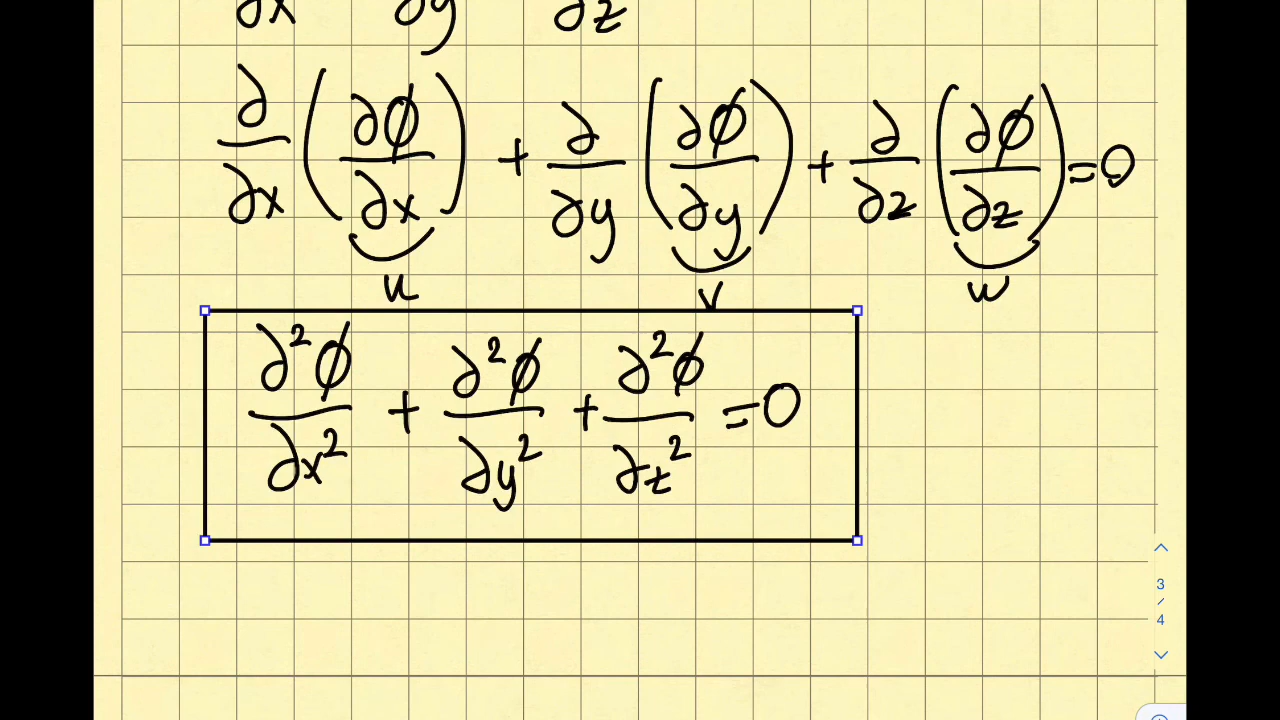 ∂x ∂y ∂z
∂/∂x (∂φ/∂x) + ∂/∂y (∂φ/∂y) + ∂/∂z (∂φ/∂z) = 0
u v w
∂²φ/∂x² + ∂²φ/∂y² + ∂²φ/∂z² = 0
3
/
4